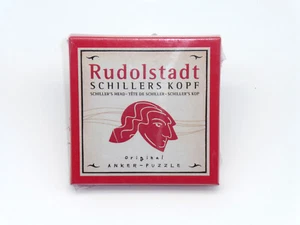 Rudolstadt
SCHILLERS KOPF
SCHILLER'S HEAD · TÊTE DE SCHILLER · SCHILLER'S KOP
Original
ANKER-PUZZLE